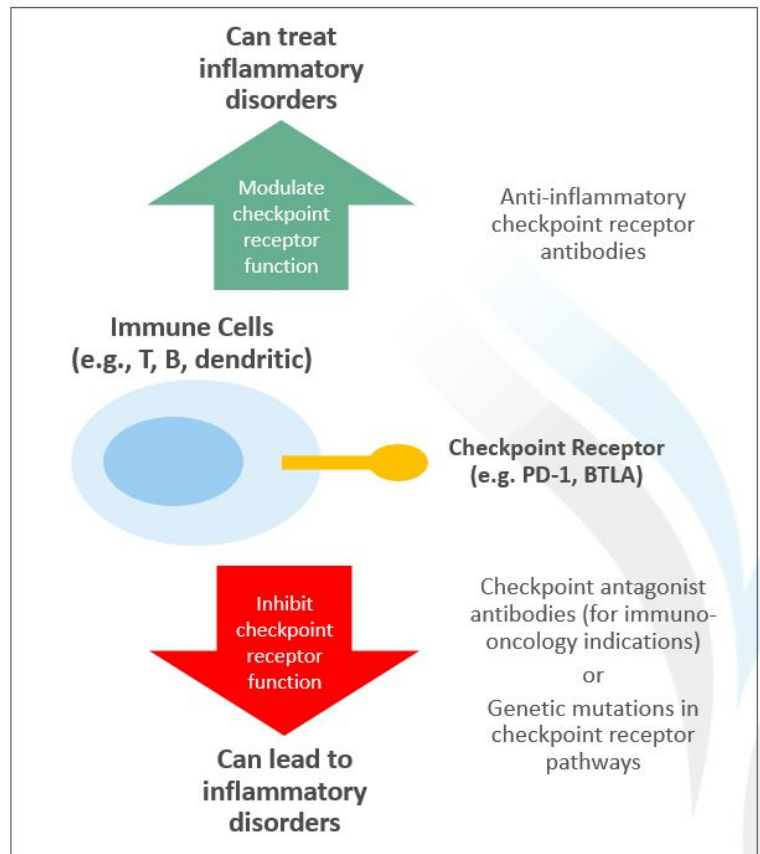 Can treat
inflammatory
disorders
Modulate
checkpoint
receptor
function
Anti-inflammatory
checkpoint receptor
antibodies
Immune Cells
(e.g., T, B, dendritic)
Checkpoint Receptor
(e.g. PD-1, BTLA)
Inhibit
checkpoint
receptor
function
Checkpoint antagonist
antibodies (for immuno-
oncology indications)
or
Genetic mutations in
checkpoint receptor
pathways
Can lead to
inflammatory
disorders